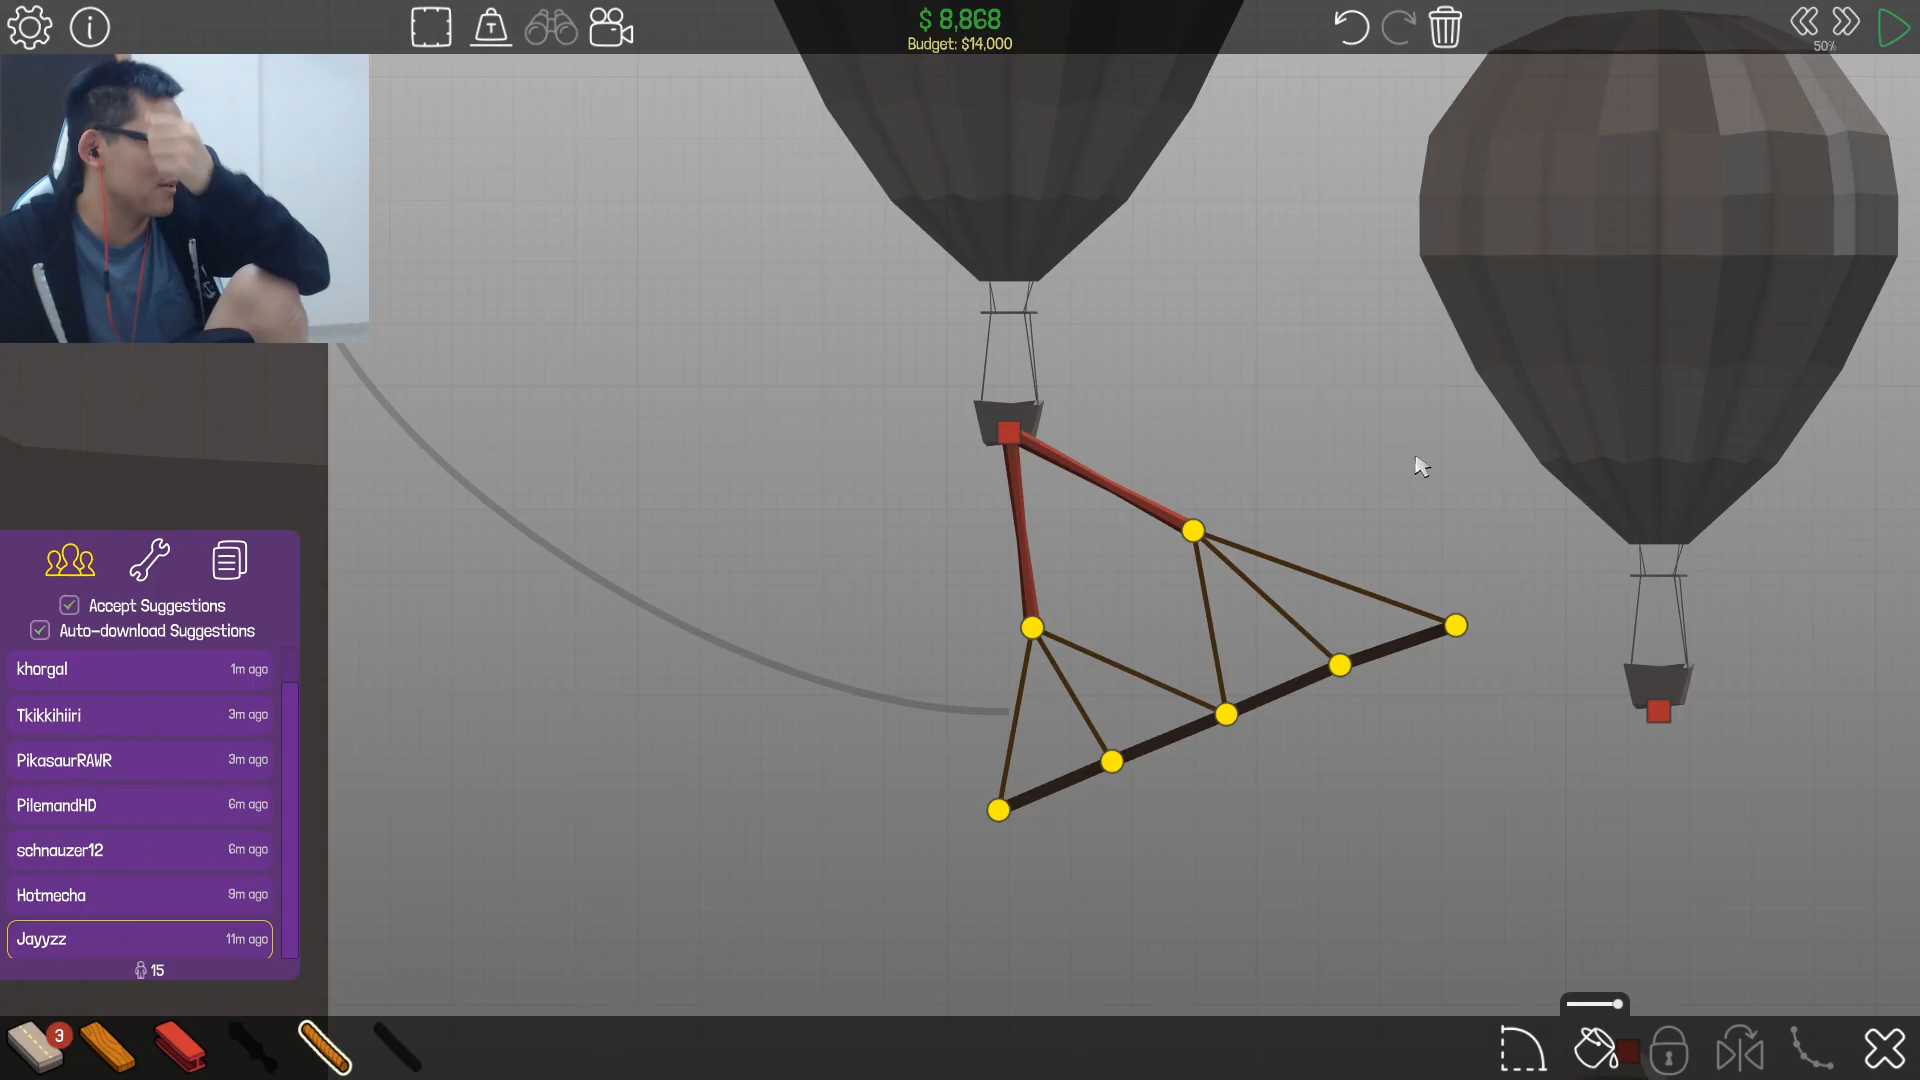 $ 8,868
Budget: $14,000
50%
Accept Suggestions
Auto-download Suggestions
khorgal 1m ago
Tkikkihiiri 3m ago
PikasaurRAWR 3m ago
PilemandHD 6m ago
schnauzer12 6m ago
Hotmecha 9m ago
Jayyzz 11m ago
15
3